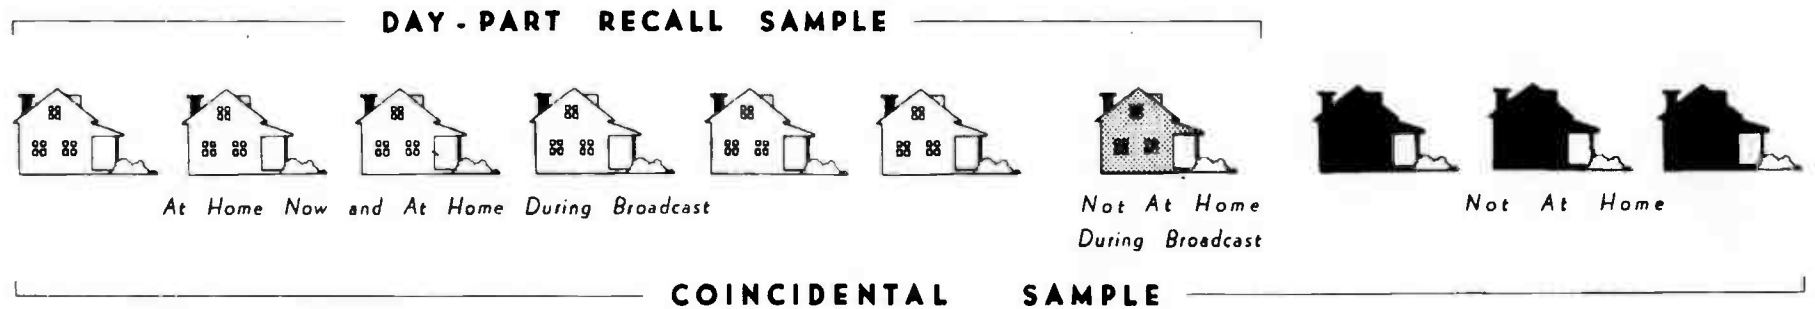 DAY-PART RECALL SAMPLE
At Home Now and At Home During Broadcast
Not At Home
During Broadcast
Not At Home
COINCIDENTAL SAMPLE